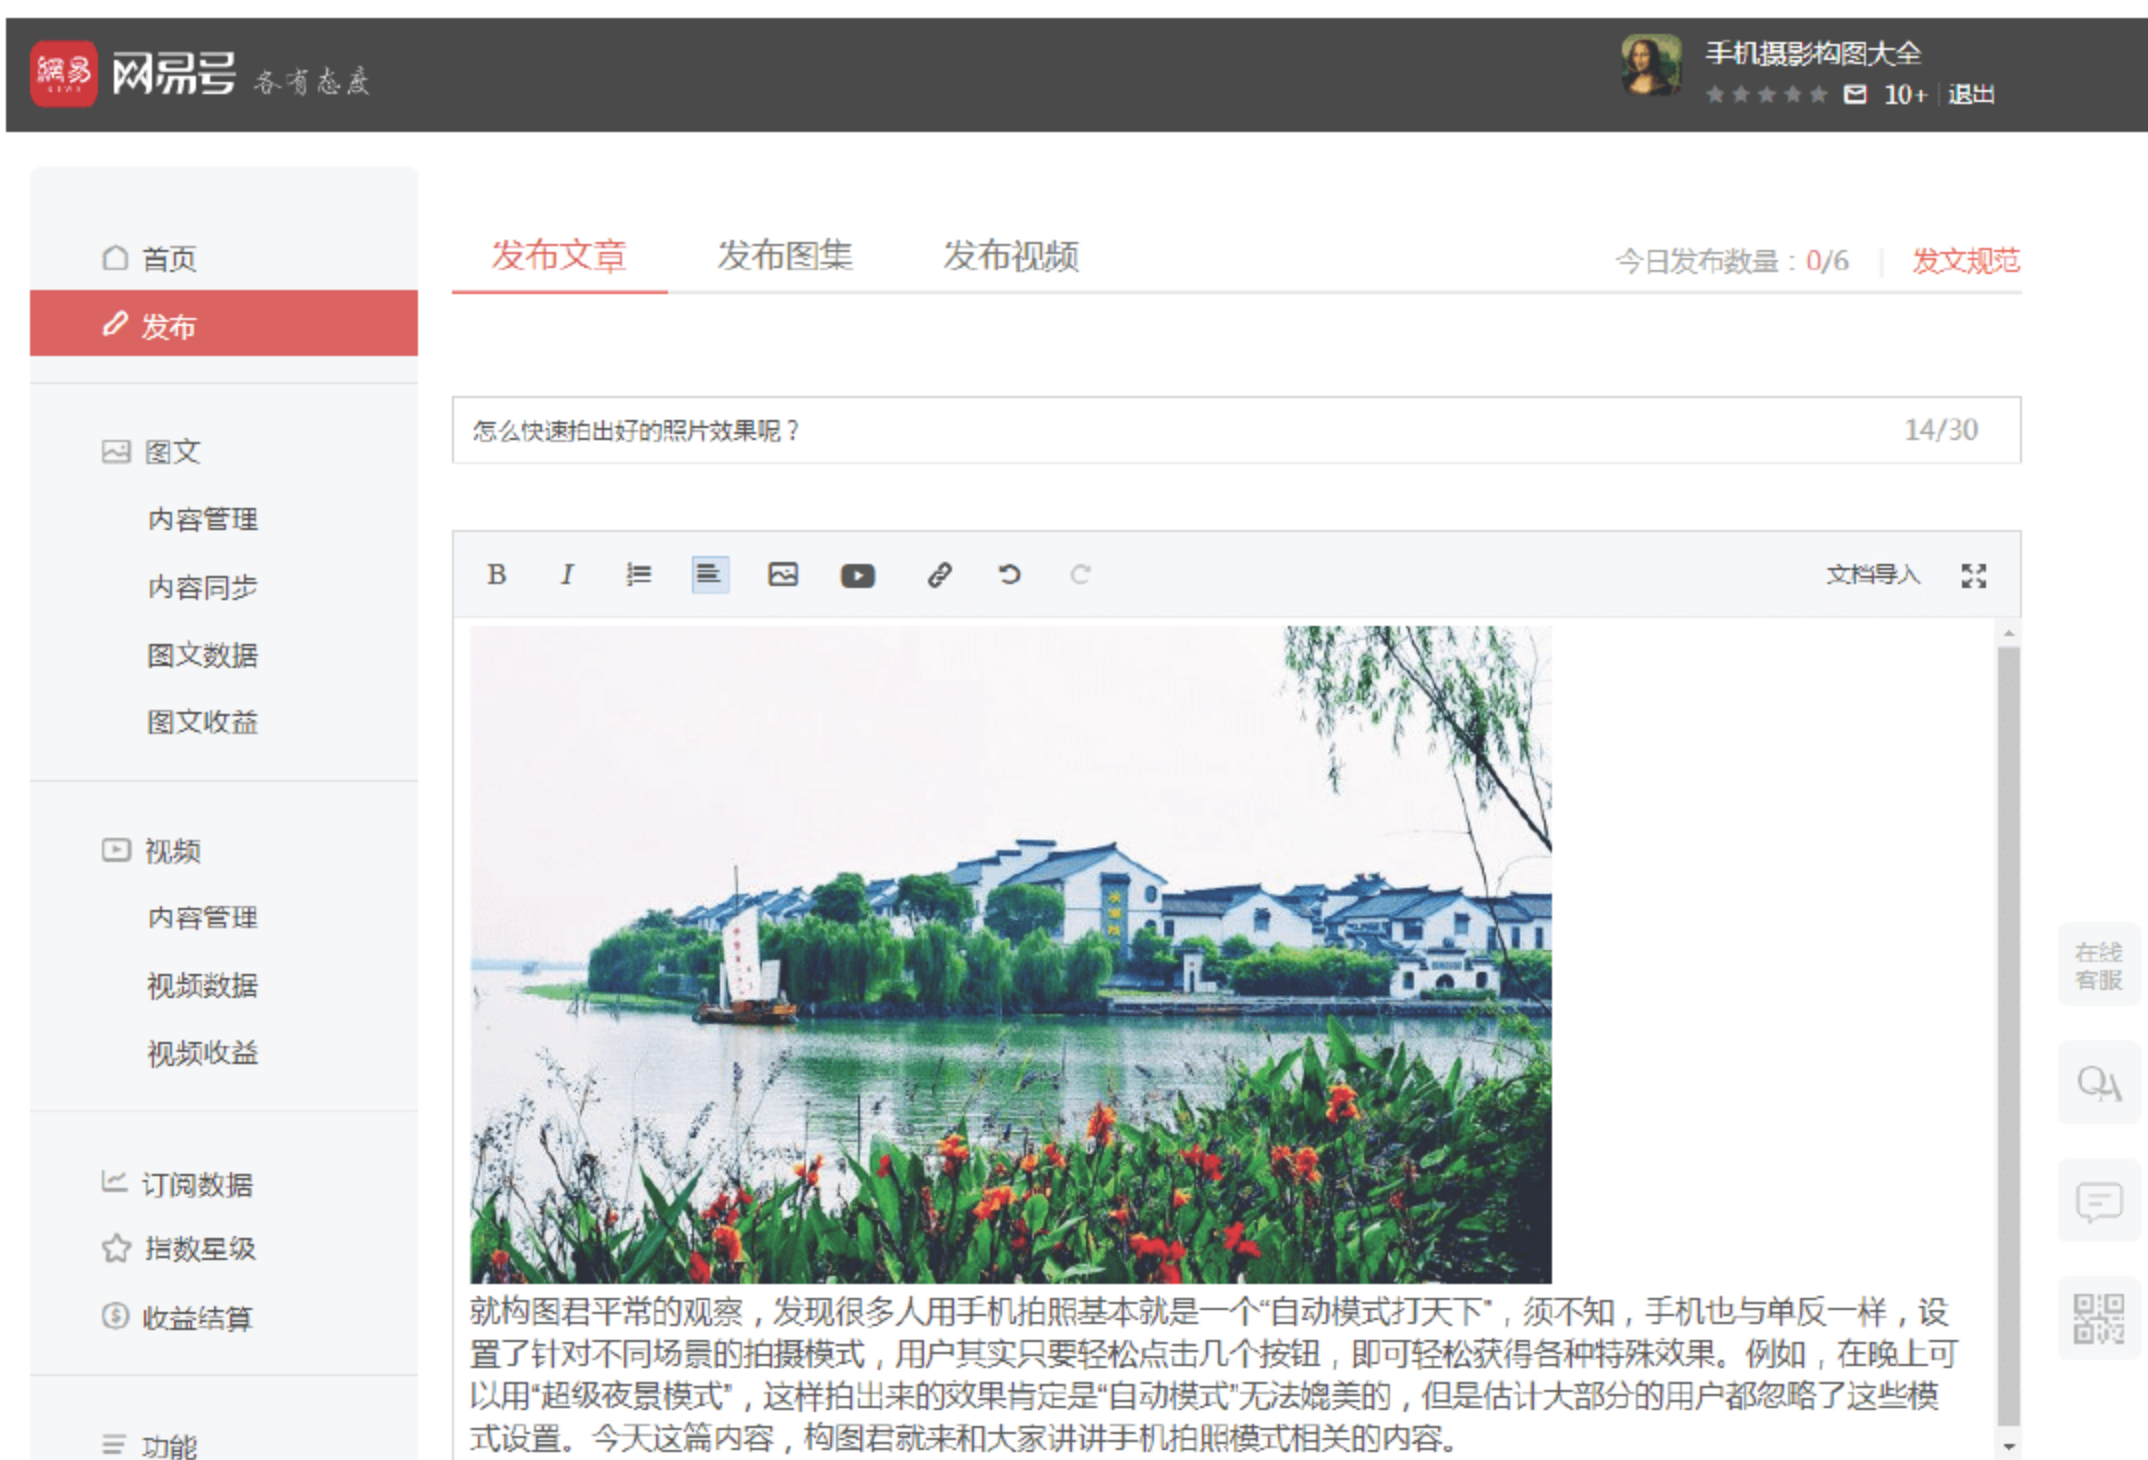 網易
网易号 各有态度
手机摄影构图大全
10+ 退出
首页
发布
图文
内容管理
内容同步
图文数据
图文收益
视频
内容管理
视频数据
视频收益
订阅数据
指数星级
收益结算
功能
发布文章 发布图集 发布视频 今日发布数量：0/6 发文规范
怎么快速拍出好的照片效果呢？ 14/30
B I 文档导入
就构图君平常的观察，发现很多人用手机拍照基本就是一个“自动模式打天下”，须不知，手机也与单反一样，设
置了针对不同场景的拍摄模式，用户其实只要轻松点击几个按钮，即可轻松获得各种特殊效果。例如，在晚上可
以用“超级夜景模式”，这样拍出来的效果肯定是“自动模式”无法媲美的，但是估计大部分的用户都忽略了这些模
式设置。今天这篇内容，构图君就来和大家讲讲手机拍照模式相关的内容。
在线
客服
QA